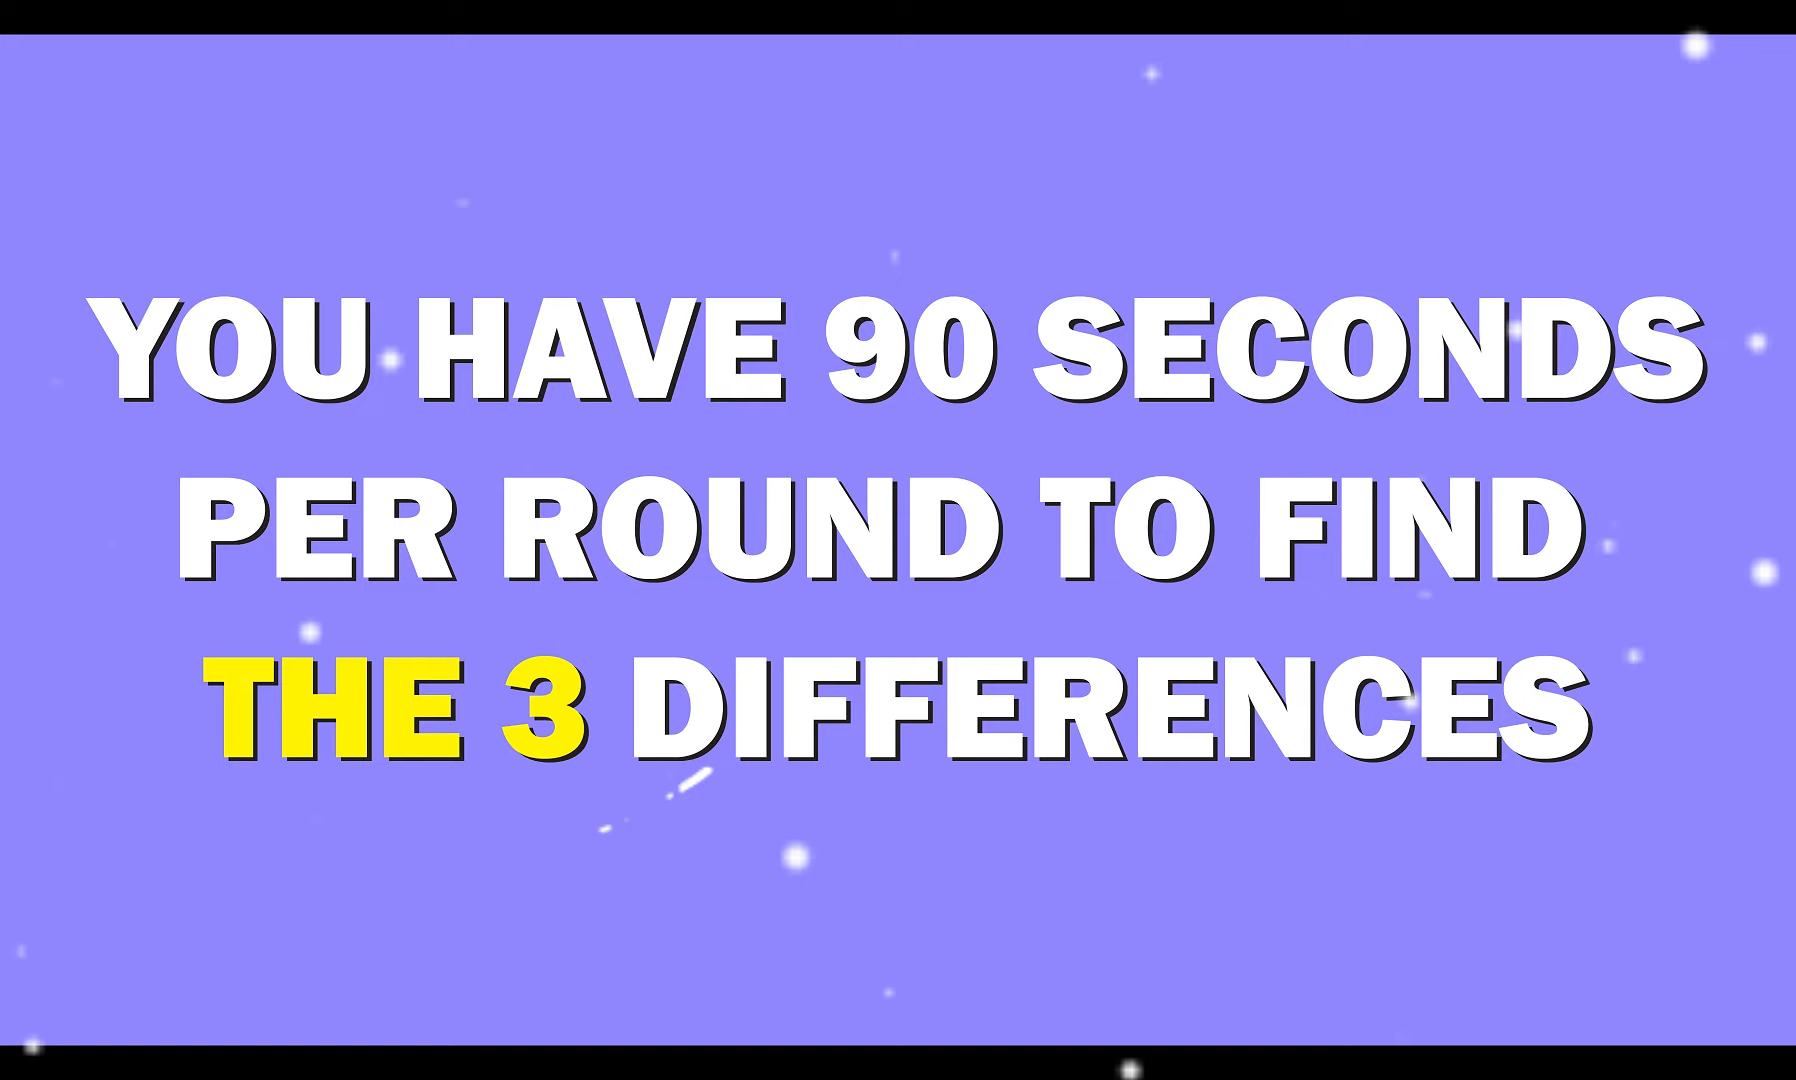 YOU HAVE 90 SECONDS
PER ROUND TO FIND
THE 3 DIFFERENCES